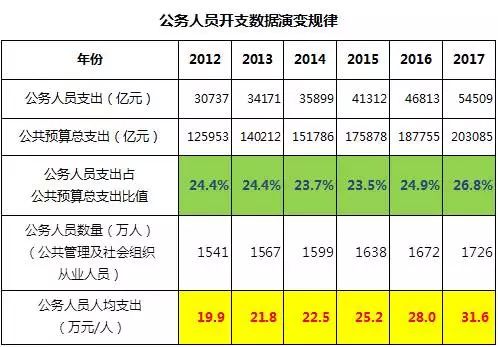 公务人员开支数据演变规律
年份 2012 2013 2014 2015 2016 2017
公务人员支出（亿元） 30737 34171 35899 41312 46813 54509
公共预算总支出（亿元） 125953 140212 151786 175878 187755 203085
公务人员支出占
公共预算总支出比值 24.4% 24.4% 23.7% 23.5% 24.9% 26.8%
公务人员数量（万人）
（公共管理及社会组织 1541 1567 1599 1638 1672 1726
从业人员）
公务人员人均支出
（万元/人） 19.9 21.8 22.5 25.2 28.0 31.6